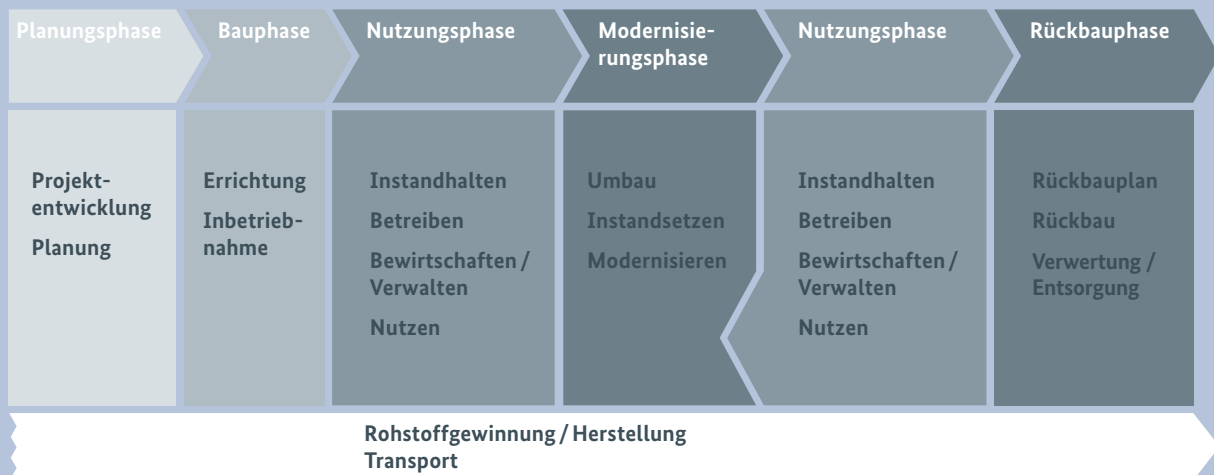 Planungsphase
Bauphase
Nutzungsphase
Modernisie-
rungsphase
Nutzungsphase
Rückbauphase
Projekt-
entwicklung
Planung
Errichtung
Inbetrieb-
nahme
Instandhalten
Betreiben
Bewirtschaften /
Verwalten
Nutzen
Umbau
Instandsetzen
Modernisieren
Instandhalten
Betreiben
Bewirtschaften /
Verwalten
Nutzen
Rückbauplan
Rückbau
Verwertung /
Entsorgung
Rohstoffgewinnung / Herstellung
Transport